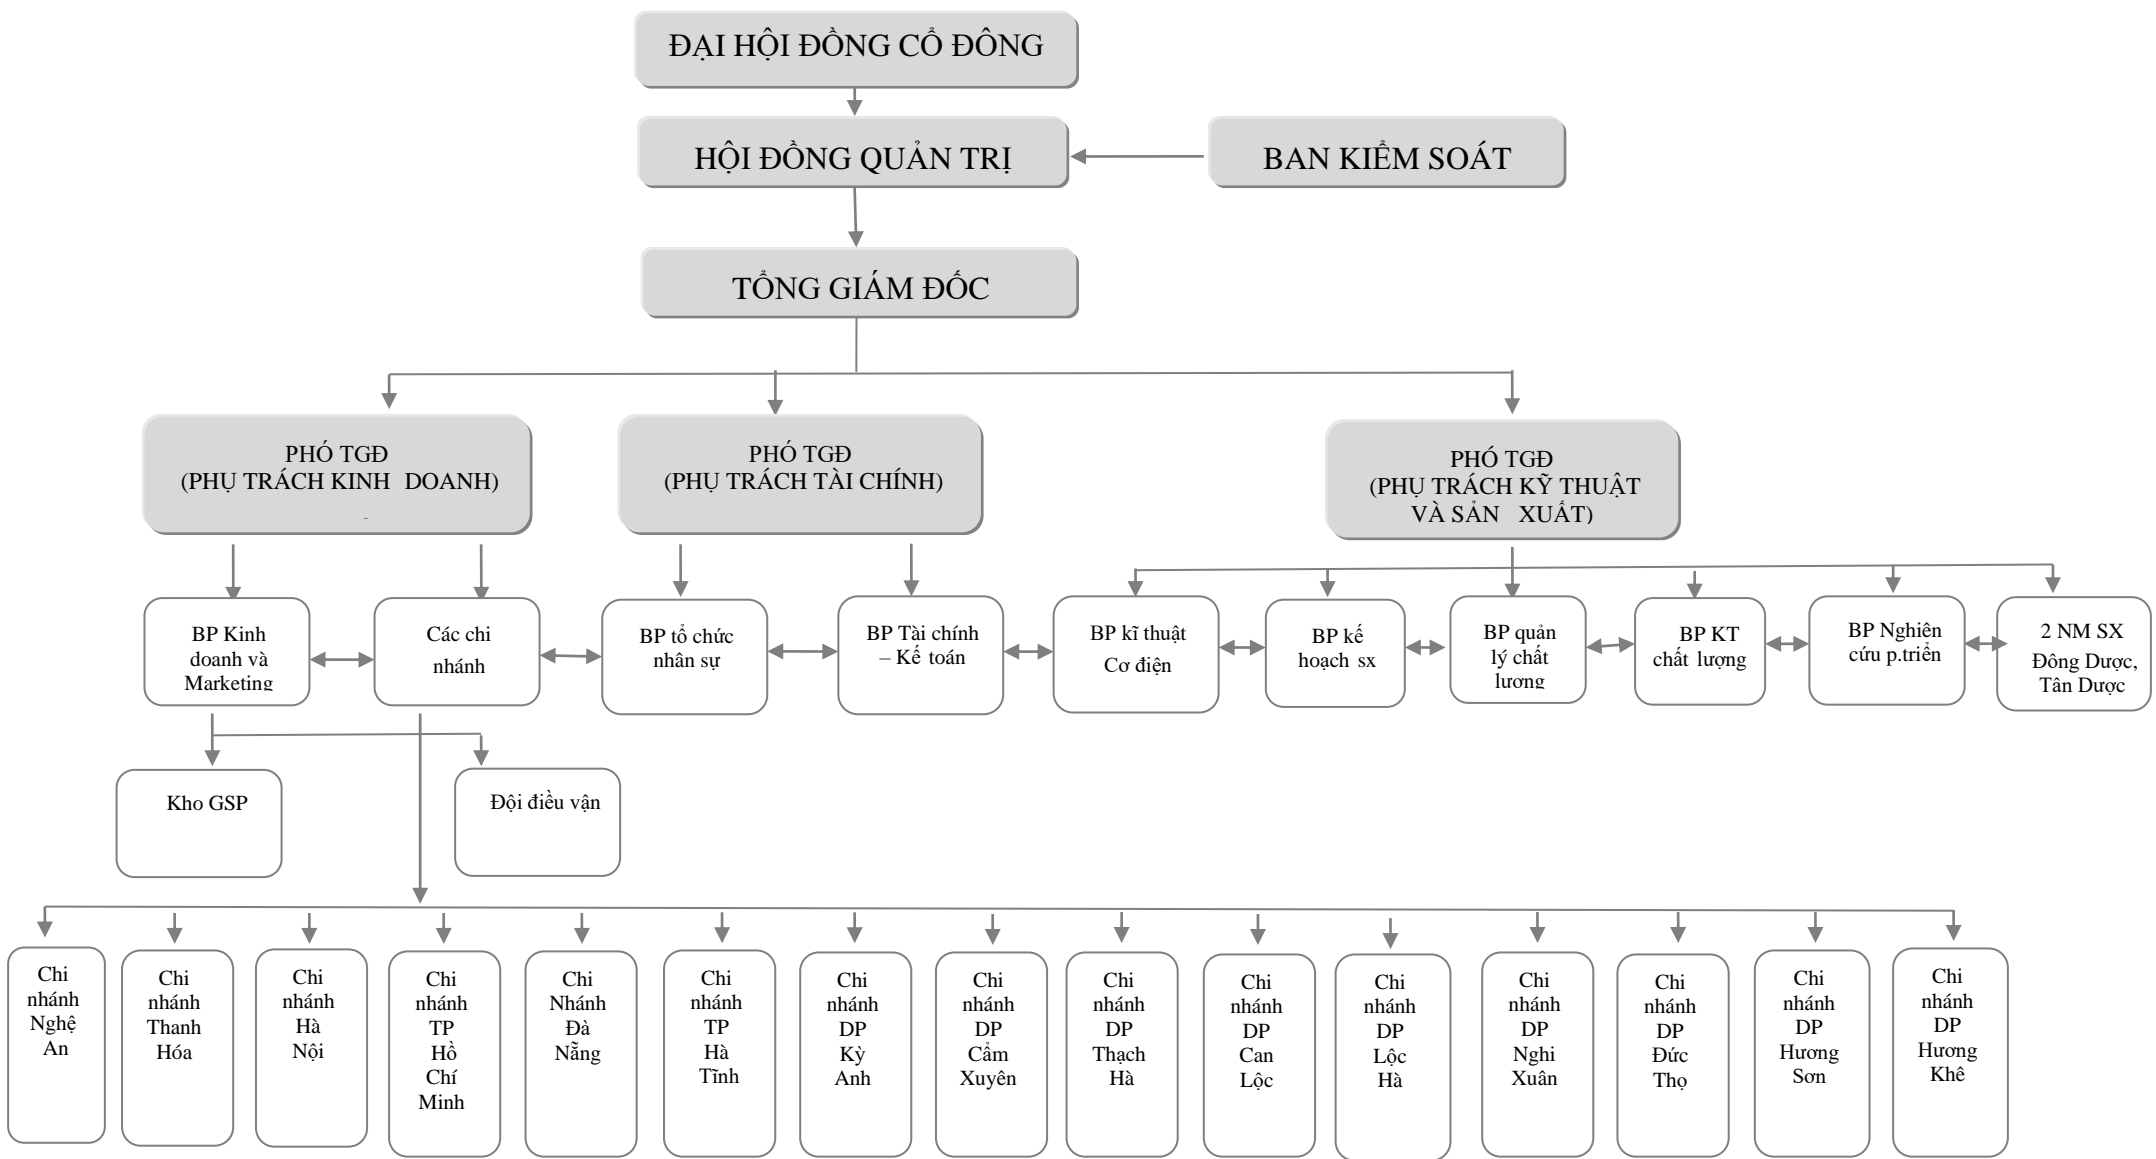 ĐẠI HỘI ĐỒNG CỔ ĐÔNG
HỘI ĐỒNG QUẢN TRỊ
BAN KIỂM SOÁT
TỔNG GIÁM ĐỐC
PHÓ TGĐ
(PHỤ TRÁCH KINH DOANH)
PHÓ TGĐ
(PHỤ TRÁCH TÀI CHÍNH)
PHÓ TGĐ
(PHỤ TRÁCH KỸ THUẬT
VÀ SẢN XUẤT)
BP Kinh
doanh và
Marketing
Các chi
nhánh
BP tổ chức
nhân sự
BP Tài chính
– Kế toán
BP kĩ thuật
Cơ điện
BP kế
hoạch sx
BP quản
lý chất
lương
BP KT
chất lượng
BP Nghiên
cứu p.triển
2 NM SX
Đông Dược,
Tân Dược
Kho GSP
Đội điều vận
Chi
nhánh
Nghệ
An
Chi
nhánh
Thanh
Hóa
Chi
nhánh
Hà
Nội
Chi
nhánh
TP
Hồ
Chí
Minh
Chi
Nhánh
Đà
Nẵng
Chi
nhánh
TP
Hà
Tĩnh
Chi
nhánh
DP
Kỳ
Anh
Chi
nhánh
DP
Cẩm
Xuyên
Chi
nhánh
DP
Thạch
Hà
Chi
nhánh
DP
Can
Lộc
Chi
nhánh
DP
Lộc
Hà
Chi
nhánh
DP
Nghi
Xuân
Chi
nhánh
DP
Đức
Thọ
Chi
nhánh
DP
Hương
Sơn
Chi
nhánh
DP
Hương
Khê